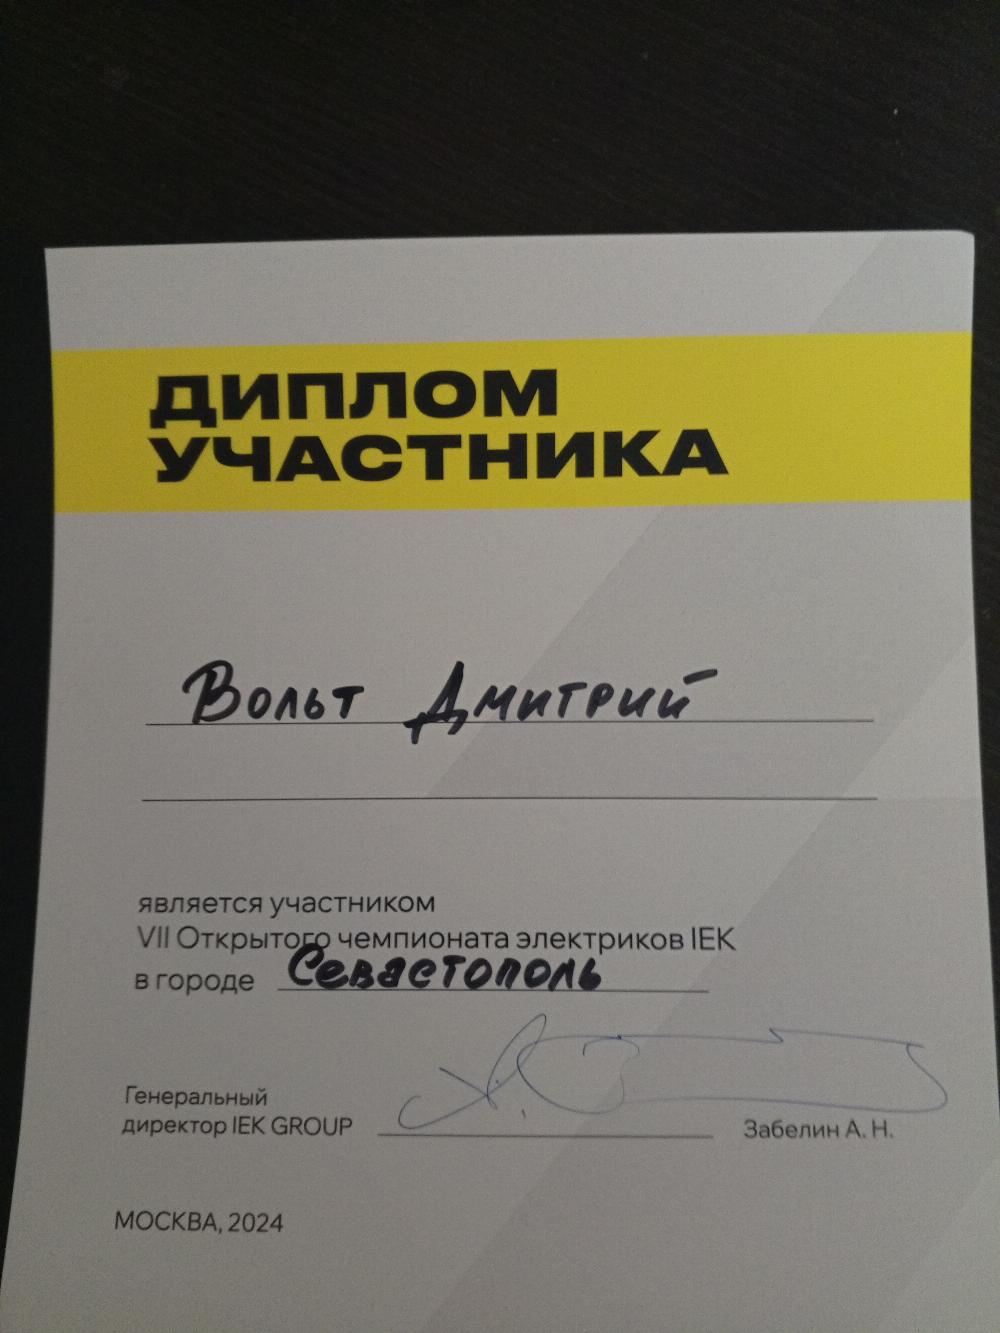 ДИПЛОМ
УЧАСТНИКА
Вольт Дмитрий
является участником
VII Открытого чемпионата электриков IEK
в городе Севастополь
Генеральный
директор IEK GROUP Забелин А. Н.
МОСКВА, 2024